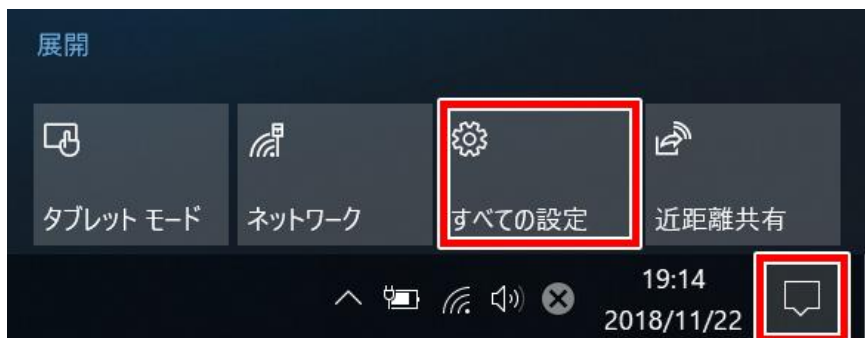 展開
タブレット モード
ネットワーク
すべての設定
近距離共有
19:14
2018/11/22